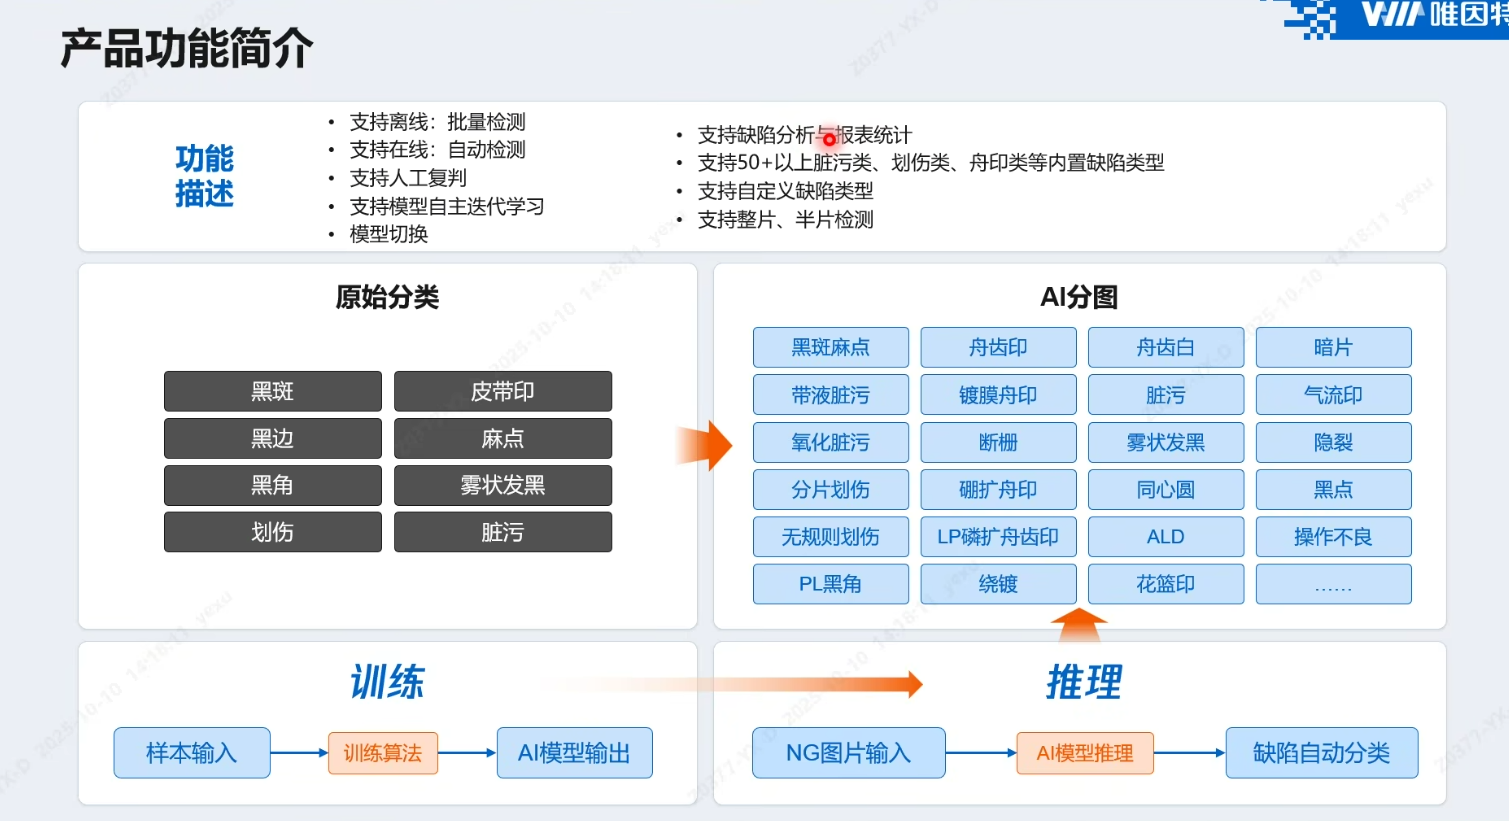 产品功能简介
唯因特
功能
描述
• 支持离线：批量检测
• 支持在线：自动检测
• 支持人工复判
• 支持模型自主迭代学习
• 模型切换
• 支持缺陷分析与报表统计
• 支持50+以上脏污类、划伤类、舟印类等内置缺陷类型
• 支持自定义缺陷类型
• 支持整片、半片检测
原始分类
黑斑 皮带印
黑边 麻点
黑角 雾状发黑
划伤 脏污
AI分图
黑斑麻点 舟齿印 舟齿白 暗片
带液脏污 镀膜舟印 脏污 气流印
氧化脏污 断栅 雾状发黑 隐裂
分片划伤 硼扩舟印 同心圆 黑点
无规则划伤 LP磷扩舟齿印 ALD 操作不良
PL黑角 绕镀 花篮印 ……
训练
样本输入 训练算法 AI模型输出
推理
NG图片输入 AI模型推理 缺陷自动分类